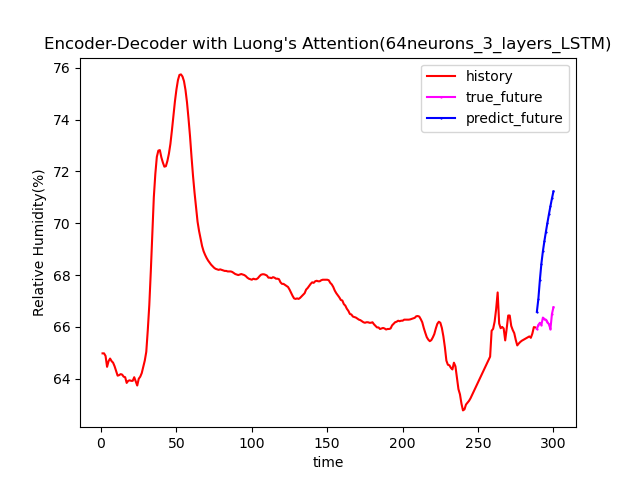 Encoder-Decoder with Luong's Attention(64neurons_3_layers_LSTM)
history
true_future
predict_future
76
74
72
70
68
66
64
Relative Humidity(%)
0 50 100 150 200 250 300
time